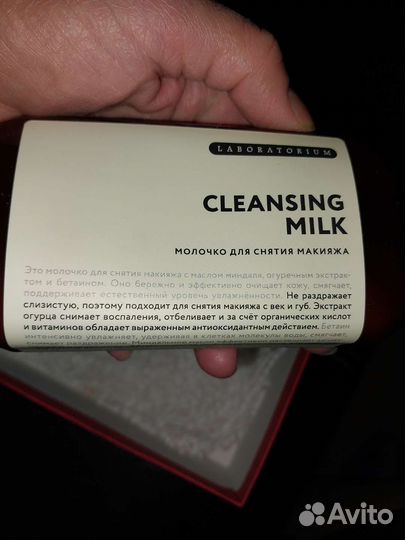 LABORATORIUM
CLEANSING
MILK
МОЛОЧКО ДЛЯ СНЯТИЯ МАКИЯЖА
Это молочко для снятия макияжа с маслом миндаля, огуречным экстрак-
том и бетаином. Оно бережно и эффективно очищает кожу, смягчает,
поддерживает естественный уровень увлажнённости. Не раздражает
слизистую, поэтому подходит для снятия макияжа с век и губ. Экстракт
огурца снимает воспаления, отбеливает и за счёт органических кислот
и витаминов обладает выраженным антиоксидантным действием. Бетаин
интенсивно увлажняет, удерживая в клетках молекулы воды, смягчает,
снимает раздражения.
Avito